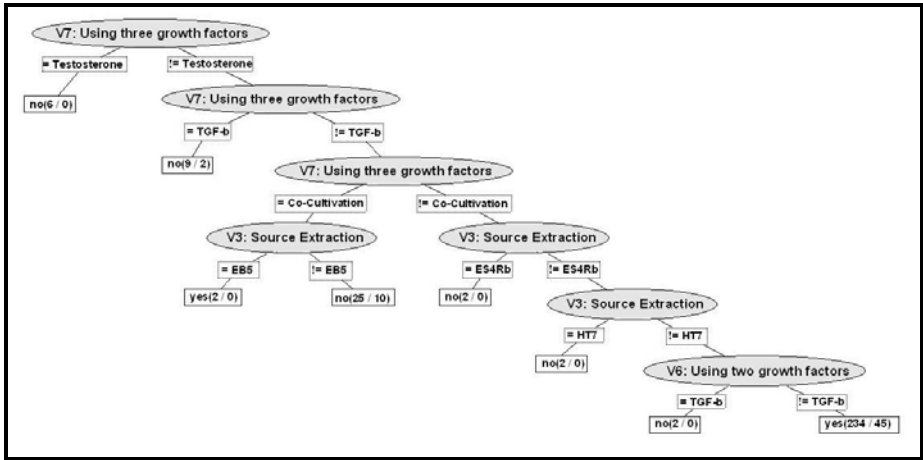 V7: Using three growth factors
= Testosterone != Testosterone
no(6 / 0) V7: Using three growth factors
= TGF-b != TGF-b
no(9 / 2)
V7: Using three growth factors
= Co-Cultivation != Co-Cultivation
V3: Source Extraction V3: Source Extraction
= EB5 != EB5 = ES4Rb != ES4Rb
yes(2 / 0) no(25 / 10) no(2 / 0)
V3: Source Extraction
= HT7 != HT7
no(2 / 0)
V6: Using two growth factors
= TGF-b != TGF-b
no(2 / 0) yes(234 / 45)